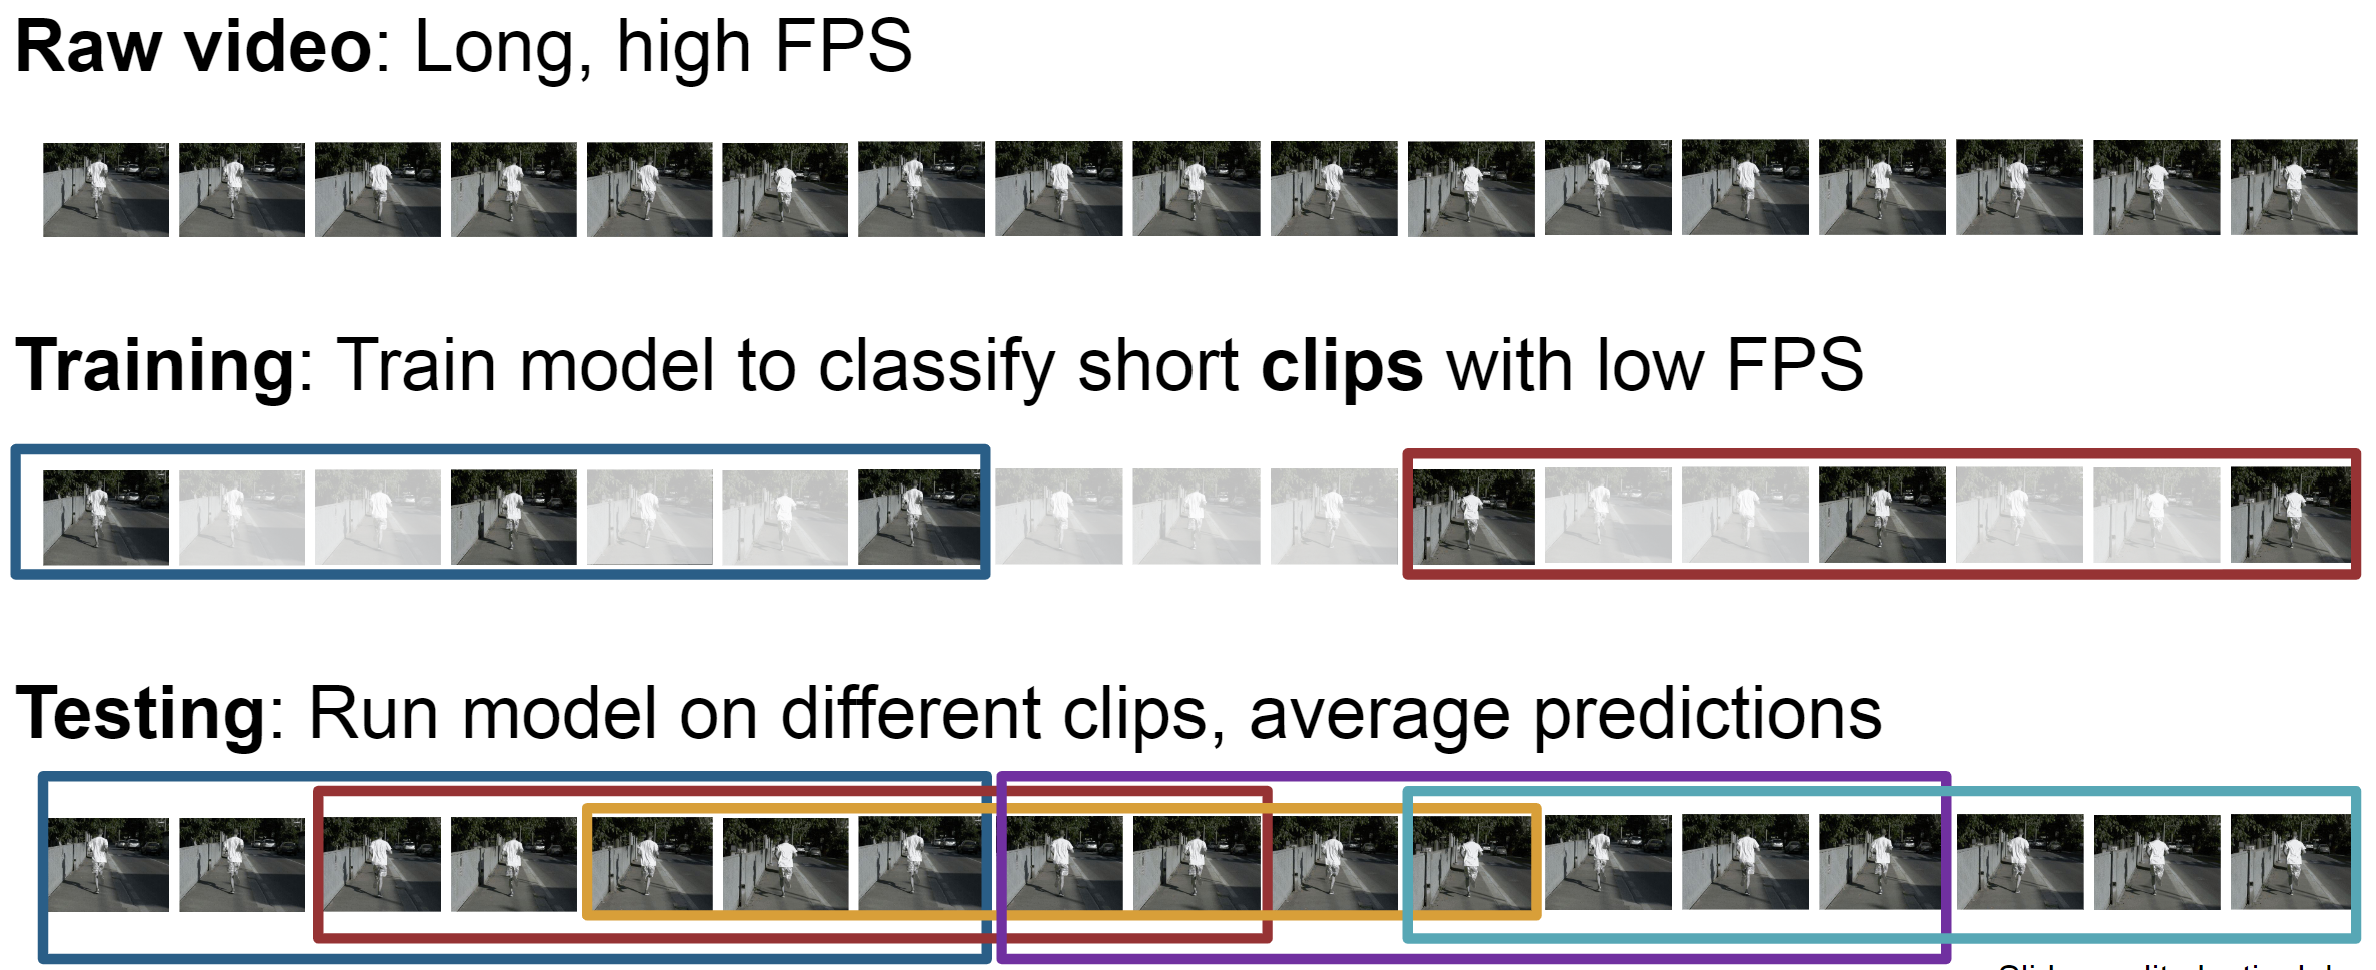 Raw video: Long, high FPS
Training: Train model to classify short clips with low FPS
Testing: Run model on different clips, average predictions